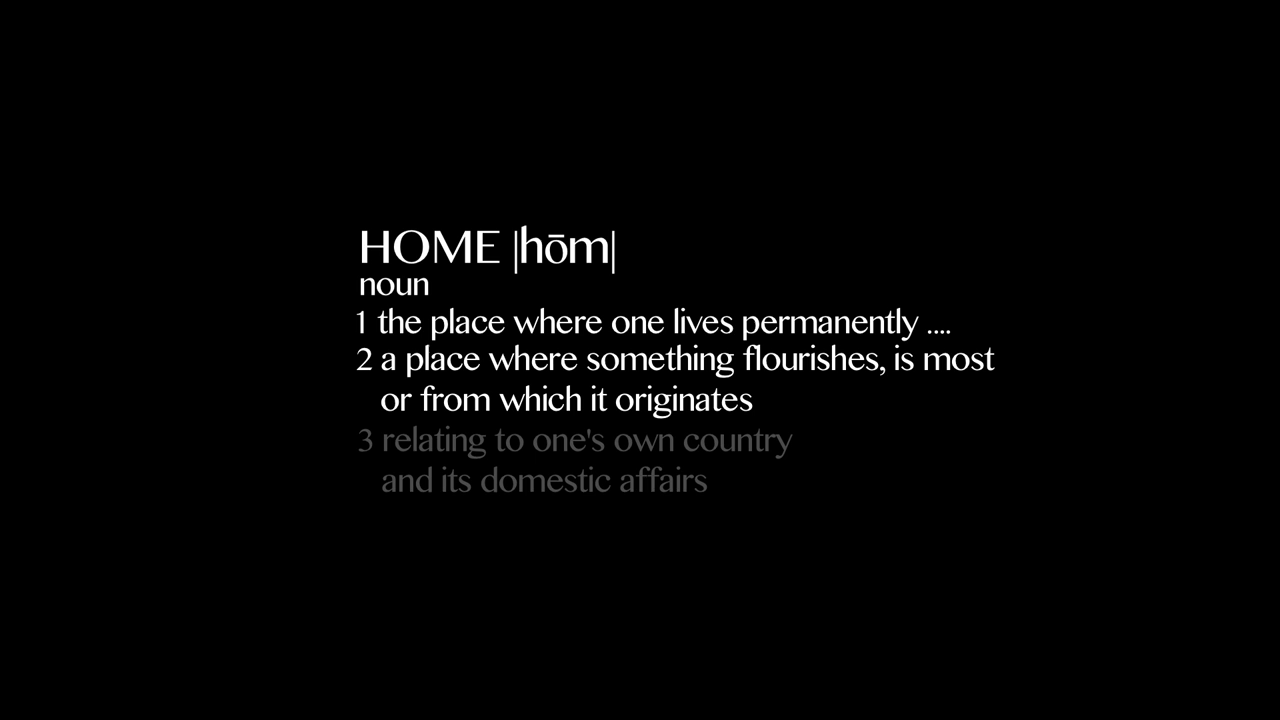 HOME |hōm|
noun
1 the place where one lives permanently ....
2 a place where something flourishes, is most
or from which it originates
3 relating to one's own country
and its domestic affairs